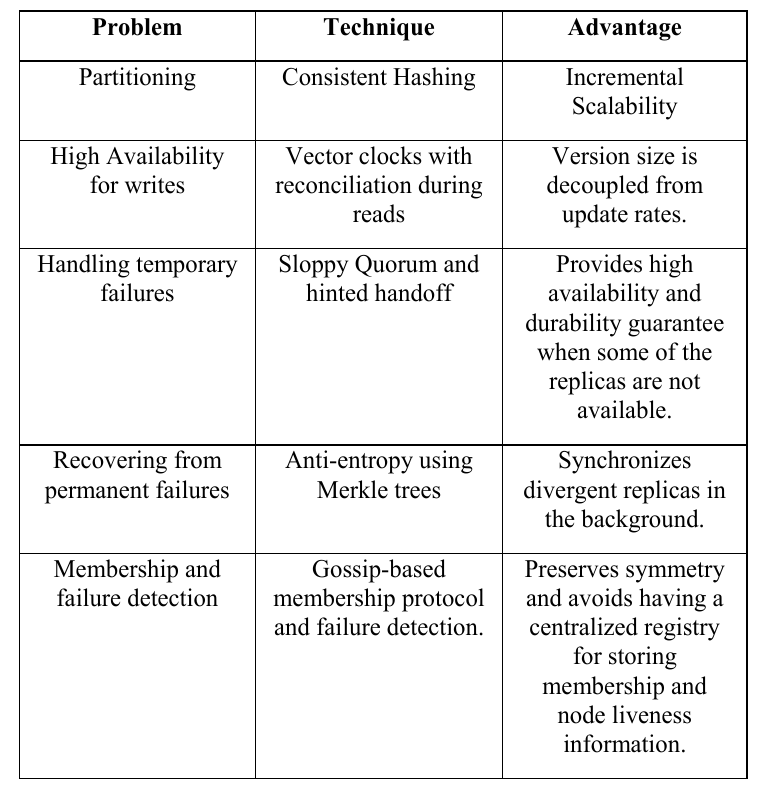 Problem
Technique
Advantage
Partitioning
Consistent Hashing
Incremental
Scalability
High Availability
for writes
Vector clocks with
reconciliation during
reads
Version size is
decoupled from
update rates.
Handling temporary
failures
Sloppy Quorum and
hinted handoff
Provides high
availability and
durability guarantee
when some of the
replicas are not
available.
Recovering from
permanent failures
Anti-entropy using
Merkle trees
Synchronizes
divergent replicas in
the background.
Membership and
failure detection
Gossip-based
membership protocol
and failure detection.
Preserves symmetry
and avoids having a
centralized registry
for storing
membership and
node liveness
information.